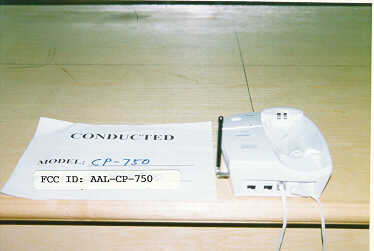 CONDUCTED
MODEL: CP-750
FCC ID: AAL-CP-750